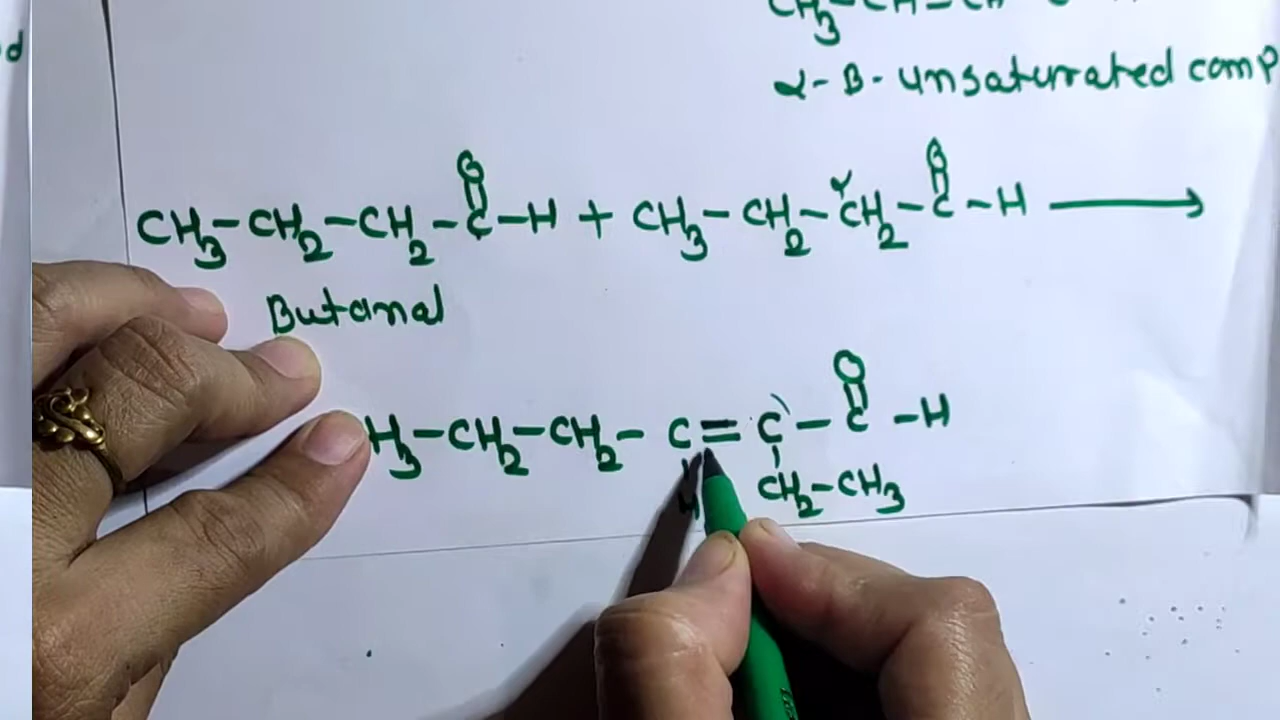 α-β-unsaturated comp
O O
CH₃-CH₂-CH₂-C-H + CH₃-CH₂-CH₂-C-H ⟶
Butanal
O
H₃-CH₂-CH₂-C=C-C-H
H CH₂-CH₃